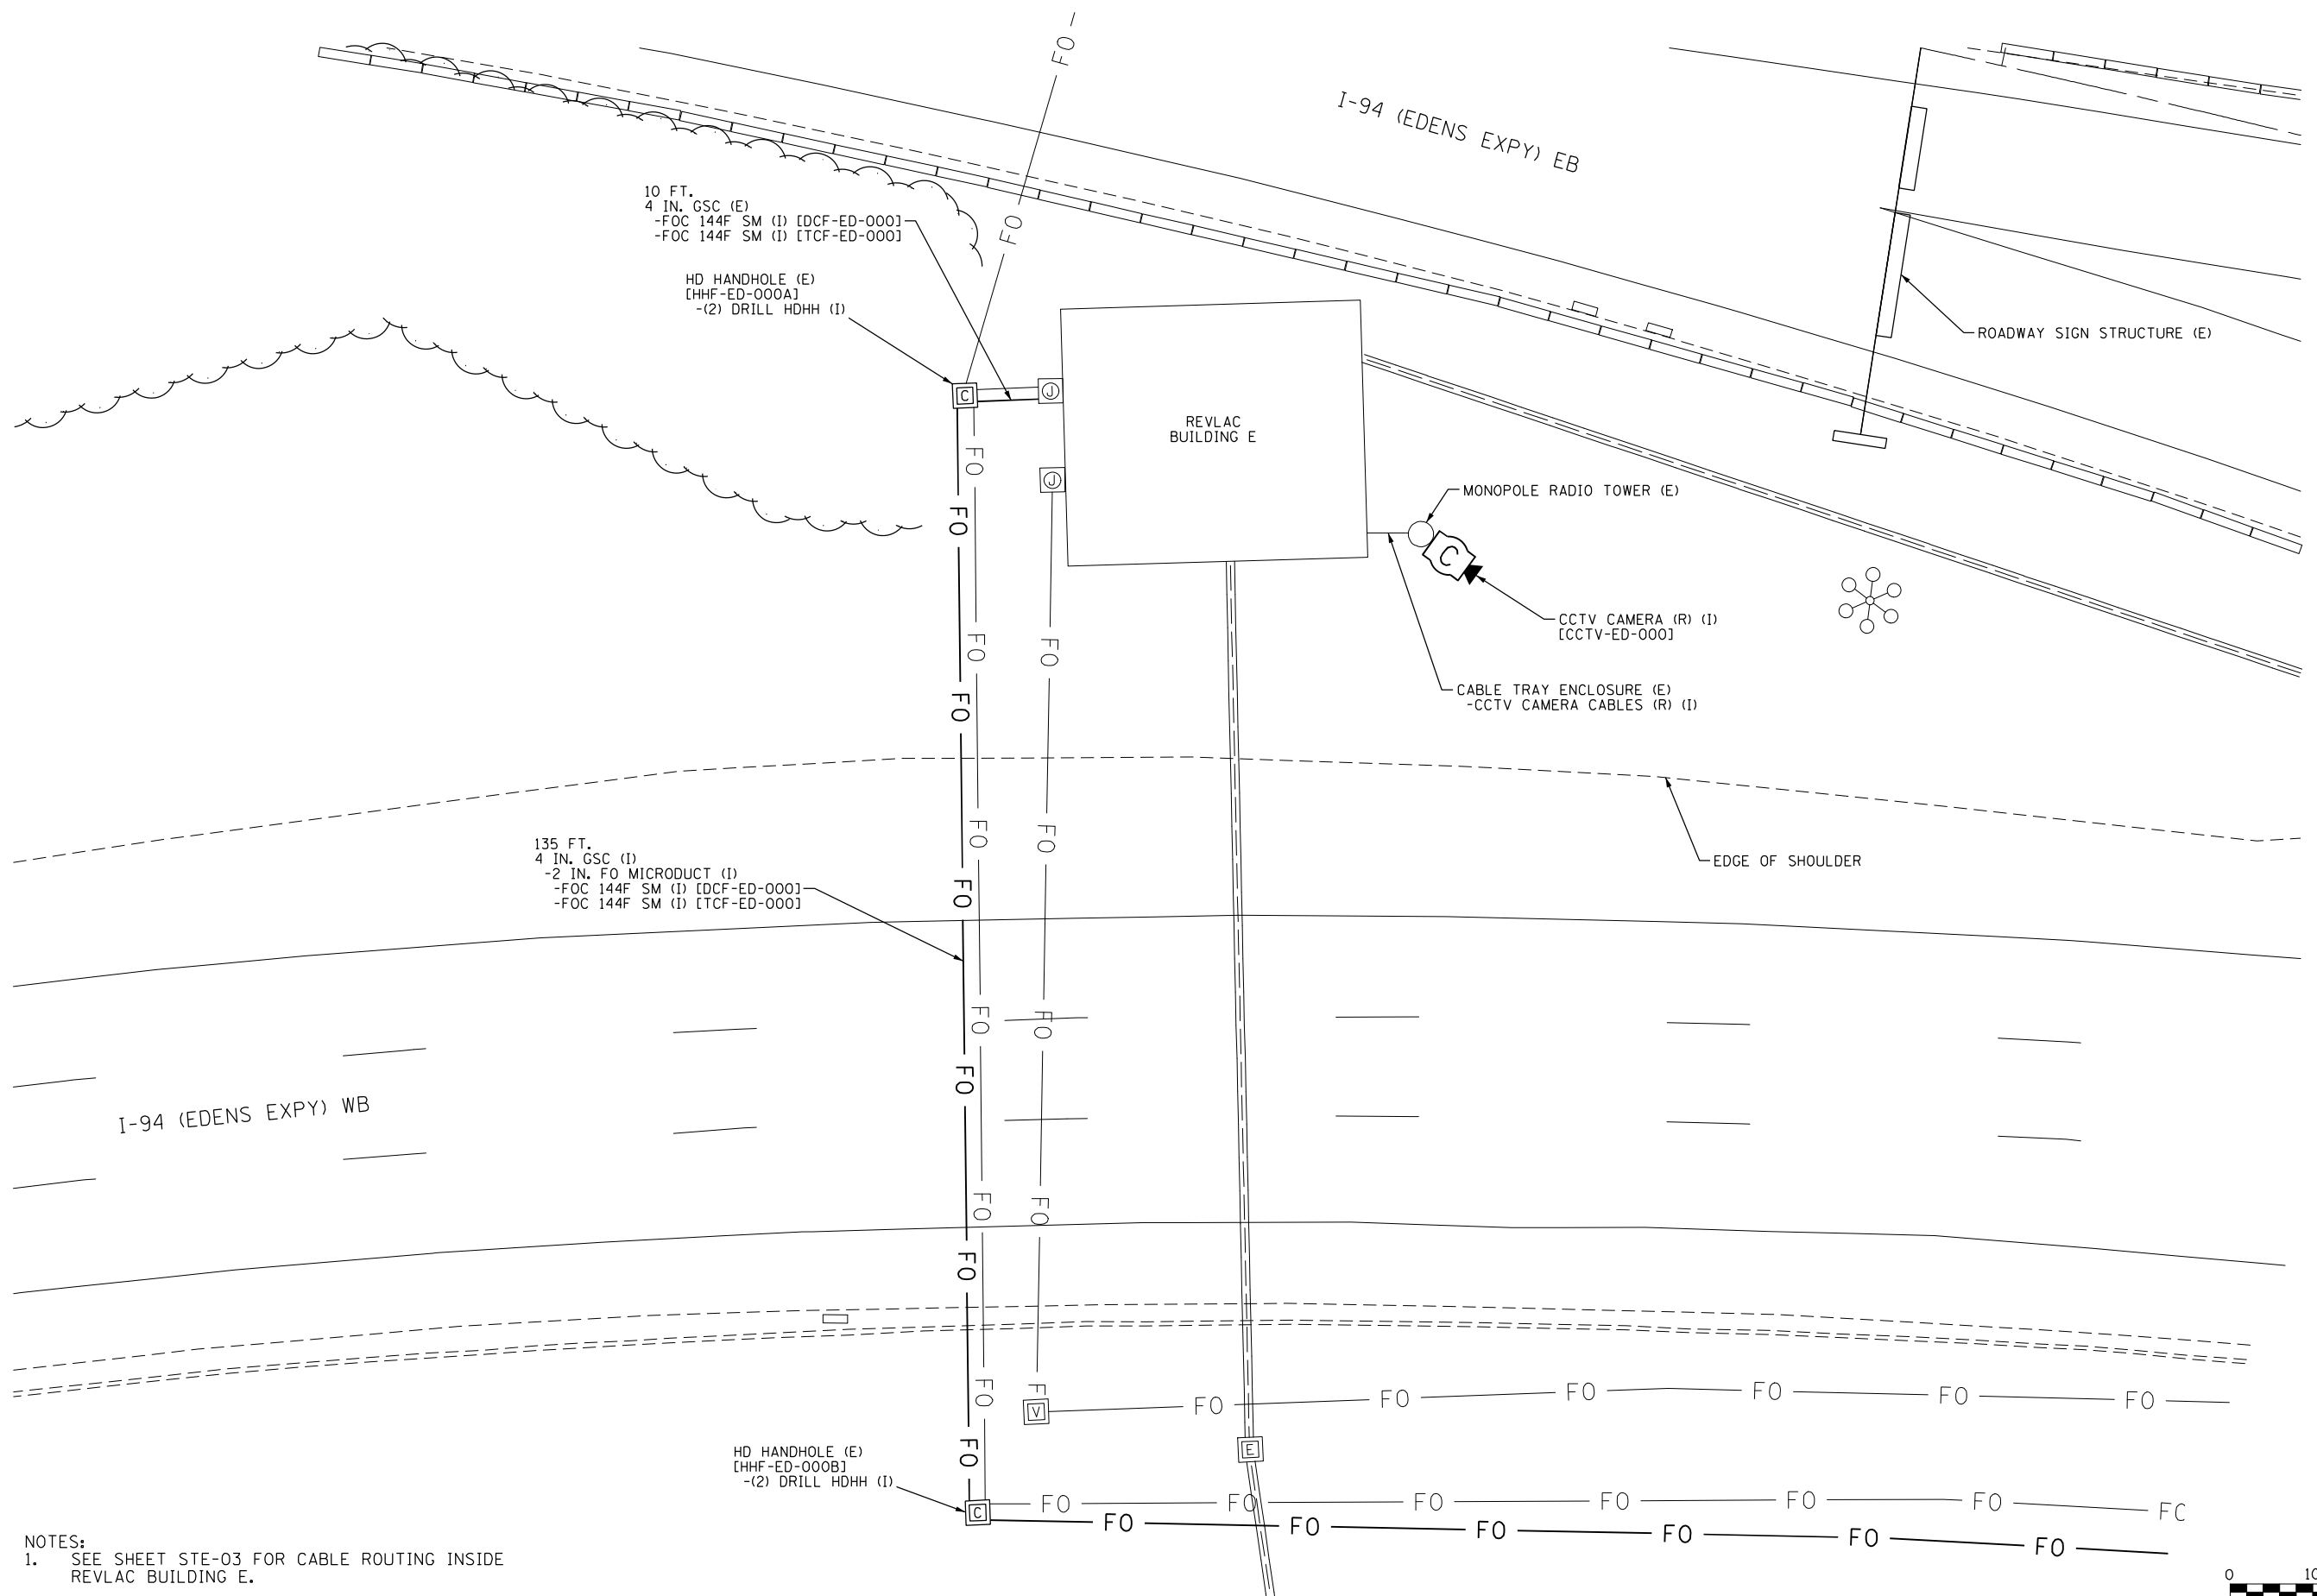 FO
I-94 (EDENS EXPY) EB
FO
10 FT.
4 IN. GSC (E)
-FOC 144F SM (I) [DCF-ED-000]
-FOC 144F SM (I) [TCF-ED-000]
HD HANDHOLE (E)
[HHF-ED-000A]
-(2) DRILL HDHH (I)
ROADWAY SIGN STRUCTURE (E)
C
J
REVLAC
BUILDING E
FO
J
MONOPOLE RADIO TOWER (E)
FO
C
CCTV CAMERA (R) (I)
[CCTV-ED-000]
FO
FO
CABLE TRAY ENCLOSURE (E)
-CCTV CAMERA CABLES (R) (I)
FO
FO
FO
135 FT.
4 IN. GSC (I)
-2 IN. FO MICRODUCT (I)
-FOC 144F SM (I) [DCF-ED-000]
-FOC 144F SM (I) [TCF-ED-000]
EDGE OF SHOULDER
FO
FO
FO
FO
I-94 (EDENS EXPY) WB
FO
FO
FO
FO
F
V
FO
FO
FO
FO
FO
FO
FO
E
HD HANDHOLE (E)
[HHF-ED-000B]
-(2) DRILL HDHH (I)
C
FO
FO
FO
FO
FO
FO
FC
FO
FO
FO
FO
FO
FO
NOTES:
1. SEE SHEET STE-03 FOR CABLE ROUTING INSIDE
REVLAC BUILDING E.
0 10